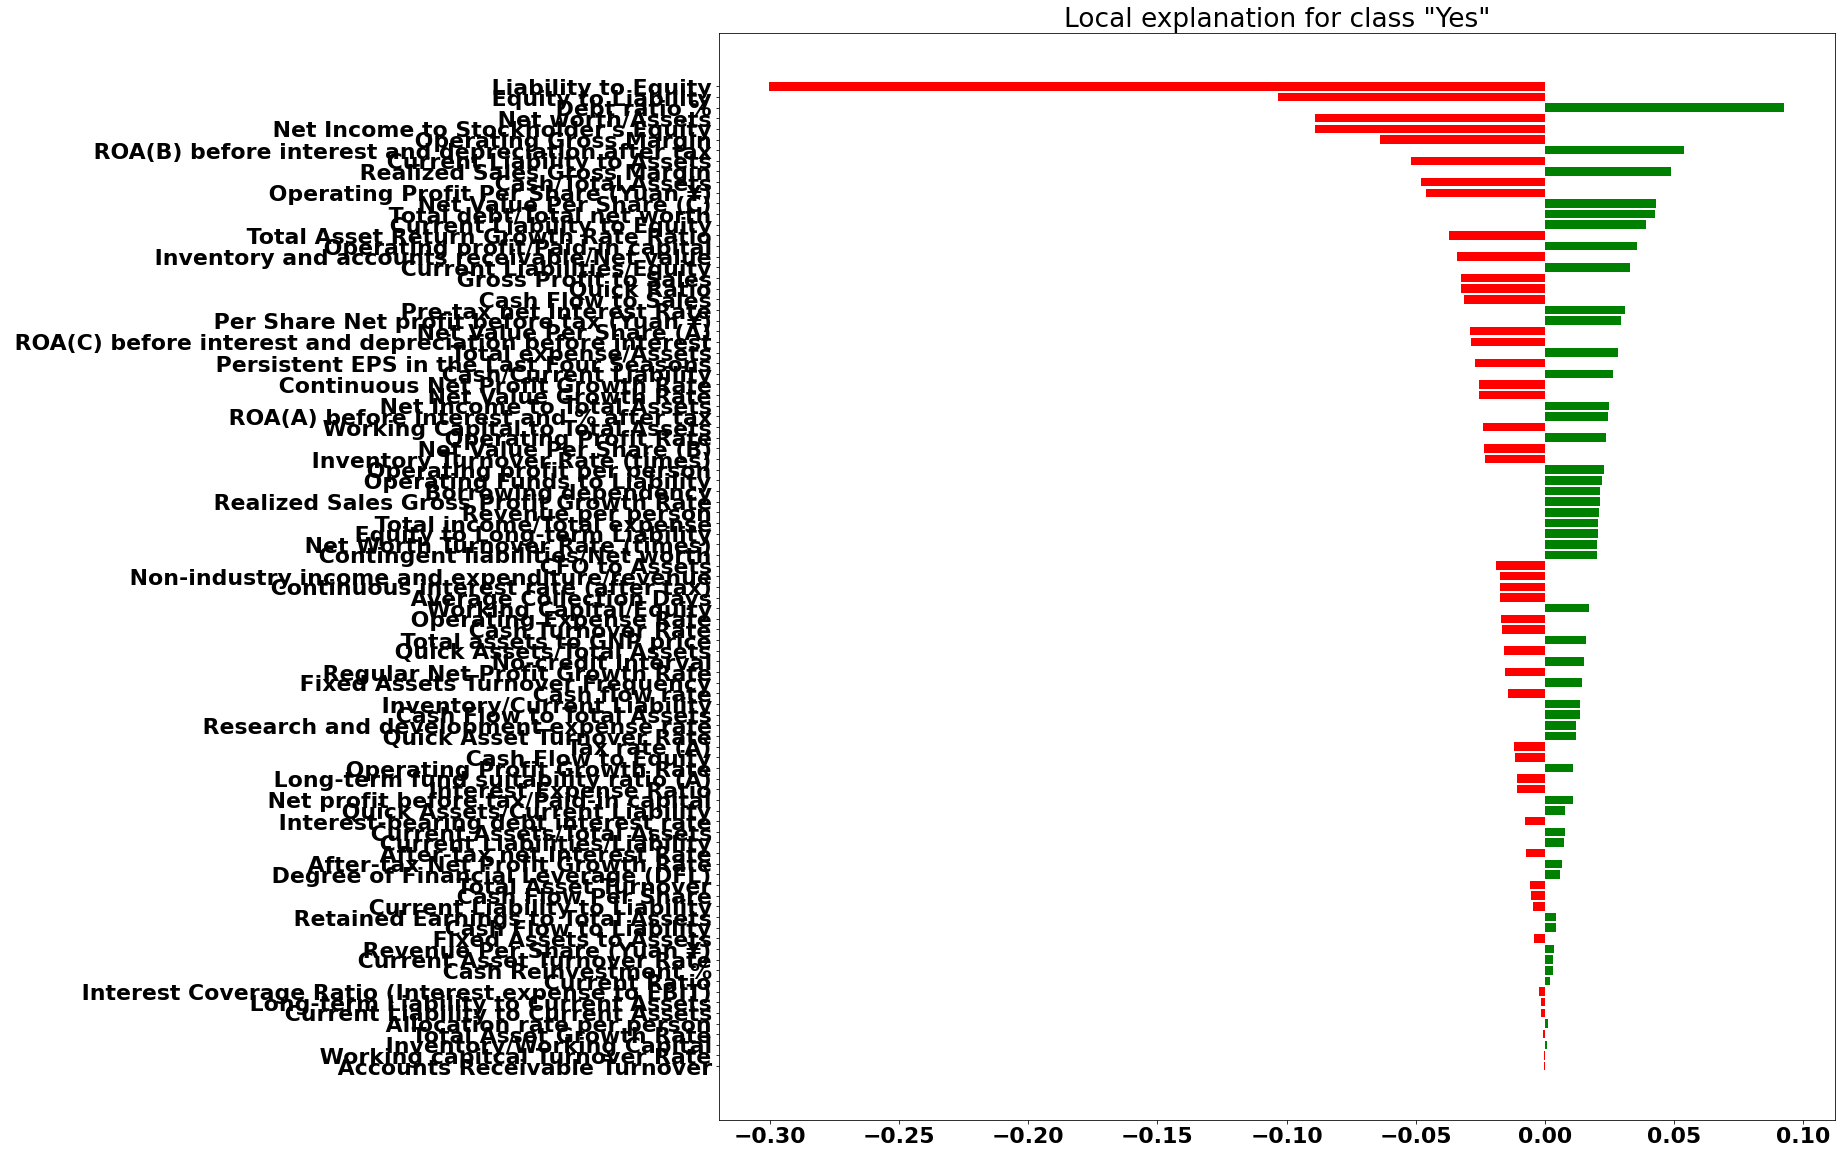 Local explanation for class "Yes"
Liability to Equity
Equity to Liability
Debt ratio %
Net worth/Assets
Net Income to Stockholder's Equity
Operating Gross Margin
ROA(B) before interest and depreciation after tax
Current Liability to Assets
Realized Sales Gross Margin
Cash/Total Assets
Operating Profit Per Share (Yuan ¥)
Net Value Per Share (C)
Total debt/Total net worth
Current Liability to Equity
Total Asset Return Growth Rate Ratio
Operating profit/Paid-in capital
Inventory and accounts receivable/Net value
Current Liabilities/Equity
Gross Profit to Sales
Quick Ratio
Cash Flow to Sales
Pre-tax net Interest Rate
Per Share Net profit before tax (Yuan ¥)
Net Value Per Share (A)
ROA(C) before interest and depreciation before interest
Total expense/Assets
Persistent EPS in the Last Four Seasons
Cash/Current Liability
Continuous Net Profit Growth Rate
Net Value Growth Rate
Net Income to Total Assets
ROA(A) before interest and % after tax
Working Capital to Total Assets
Operating Profit Rate
Net Value Per Share (B)
Inventory Turnover Rate (times)
Operating profit per person
Operating Funds to Liability
Borrowing dependency
Realized Sales Gross Profit Growth Rate
Revenue per person
Total income/Total expense
Equity to Long-term Liability
Net Worth Turnover Rate (times)
Contingent liabilities/Net worth
CFO to Assets
Non-industry income and expenditure/revenue
Continuous interest rate (after tax)
Average Collection Days
Working Capital/Equity
Operating Expense Rate
Cash Turnover Rate
Total assets to GNP price
Quick Assets/Total Assets
No-credit Interval
Regular Net Profit Growth Rate
Fixed Assets Turnover Frequency
Cash flow rate
Inventory/Current Liability
Cash Flow to Total Assets
Research and development expense rate
Quick Asset Turnover Rate
Tax rate (A)
Cash Flow to Equity
Operating Profit Growth Rate
Long-term fund suitability ratio (A)
Interest Expense Ratio
Net profit before tax/Paid-in capital
Quick Assets/Current Liability
Interest-bearing debt interest rate
Current Assets/Total Assets
Current Liabilities/Liability
After-tax net Interest Rate
After-tax Net Profit Growth Rate
Degree of Financial Leverage (DFL)
Total Asset Turnover
Cash Flow Per Share
Current Liability to Liability
Retained Earnings to Total Assets
Cash Flow to Liability
Fixed Assets to Assets
Revenue Per Share (Yuan ¥)
Current Asset Turnover Rate
Cash Reinvestment %
Current Ratio
Interest Coverage Ratio (Interest expense to EBIT)
Long-term Liability to Current Assets
Current Liability to Current Assets
Allocation rate per person
Total Asset Growth Rate
Inventory/Working Capital
Working capitcal Turnover Rate
Accounts Receivable Turnover
−0.30 −0.25 −0.20 −0.15 −0.10 −0.05 0.00 0.05 0.10